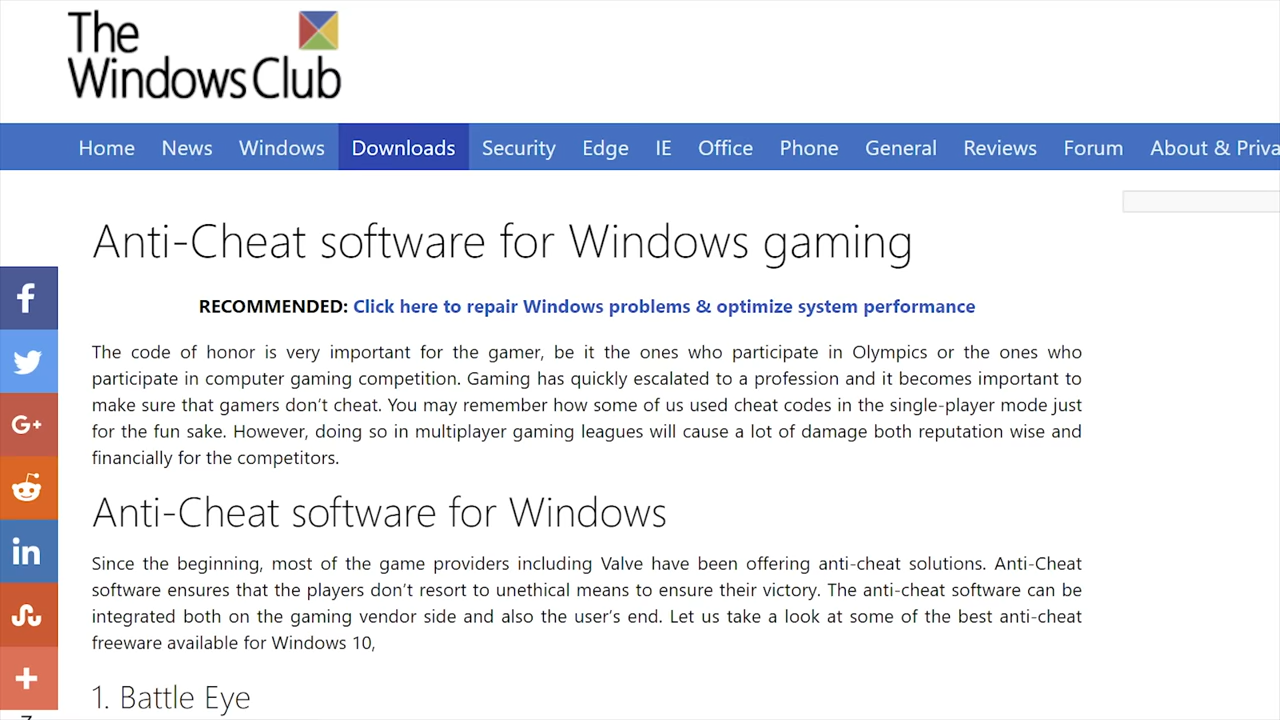 The
Windows Club
Home News Windows Downloads Security Edge IE Office Phone General Reviews Forum About & Priva
Anti-Cheat software for Windows gaming
RECOMMENDED: Click here to repair Windows problems & optimize system performance
The code of honor is very important for the gamer, be it the ones who participate in Olympics or the ones who
participate in computer gaming competition. Gaming has quickly escalated to a profession and it becomes important to
make sure that gamers don’t cheat. You may remember how some of us used cheat codes in the single-player mode just
for the fun sake. However, doing so in multiplayer gaming leagues will cause a lot of damage both reputation wise and
financially for the competitors.
Anti-Cheat software for Windows
Since the beginning, most of the game providers including Valve have been offering anti-cheat solutions. Anti-Cheat
software ensures that the players don’t resort to unethical means to ensure their victory. The anti-cheat software can be
integrated both on the gaming vendor side and also the user’s end. Let us take a look at some of the best anti-cheat
freeware available for Windows 10,
1. Battle Eye
f
G+
in